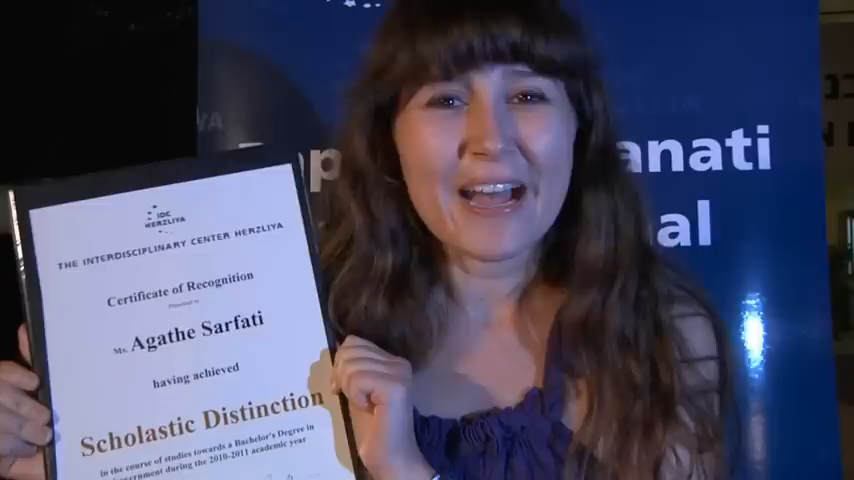 IDC
HERZLIYA
THE INTERDISCIPLINARY CENTER HERZLIYA
Certificate of Recognition
Presented to
Ms. Agathe Sarfati
having achieved
Scholastic Distinction
in the course of studies towards a Bachelor's Degree in
Government during the 2010-2011 academic year
anati
al